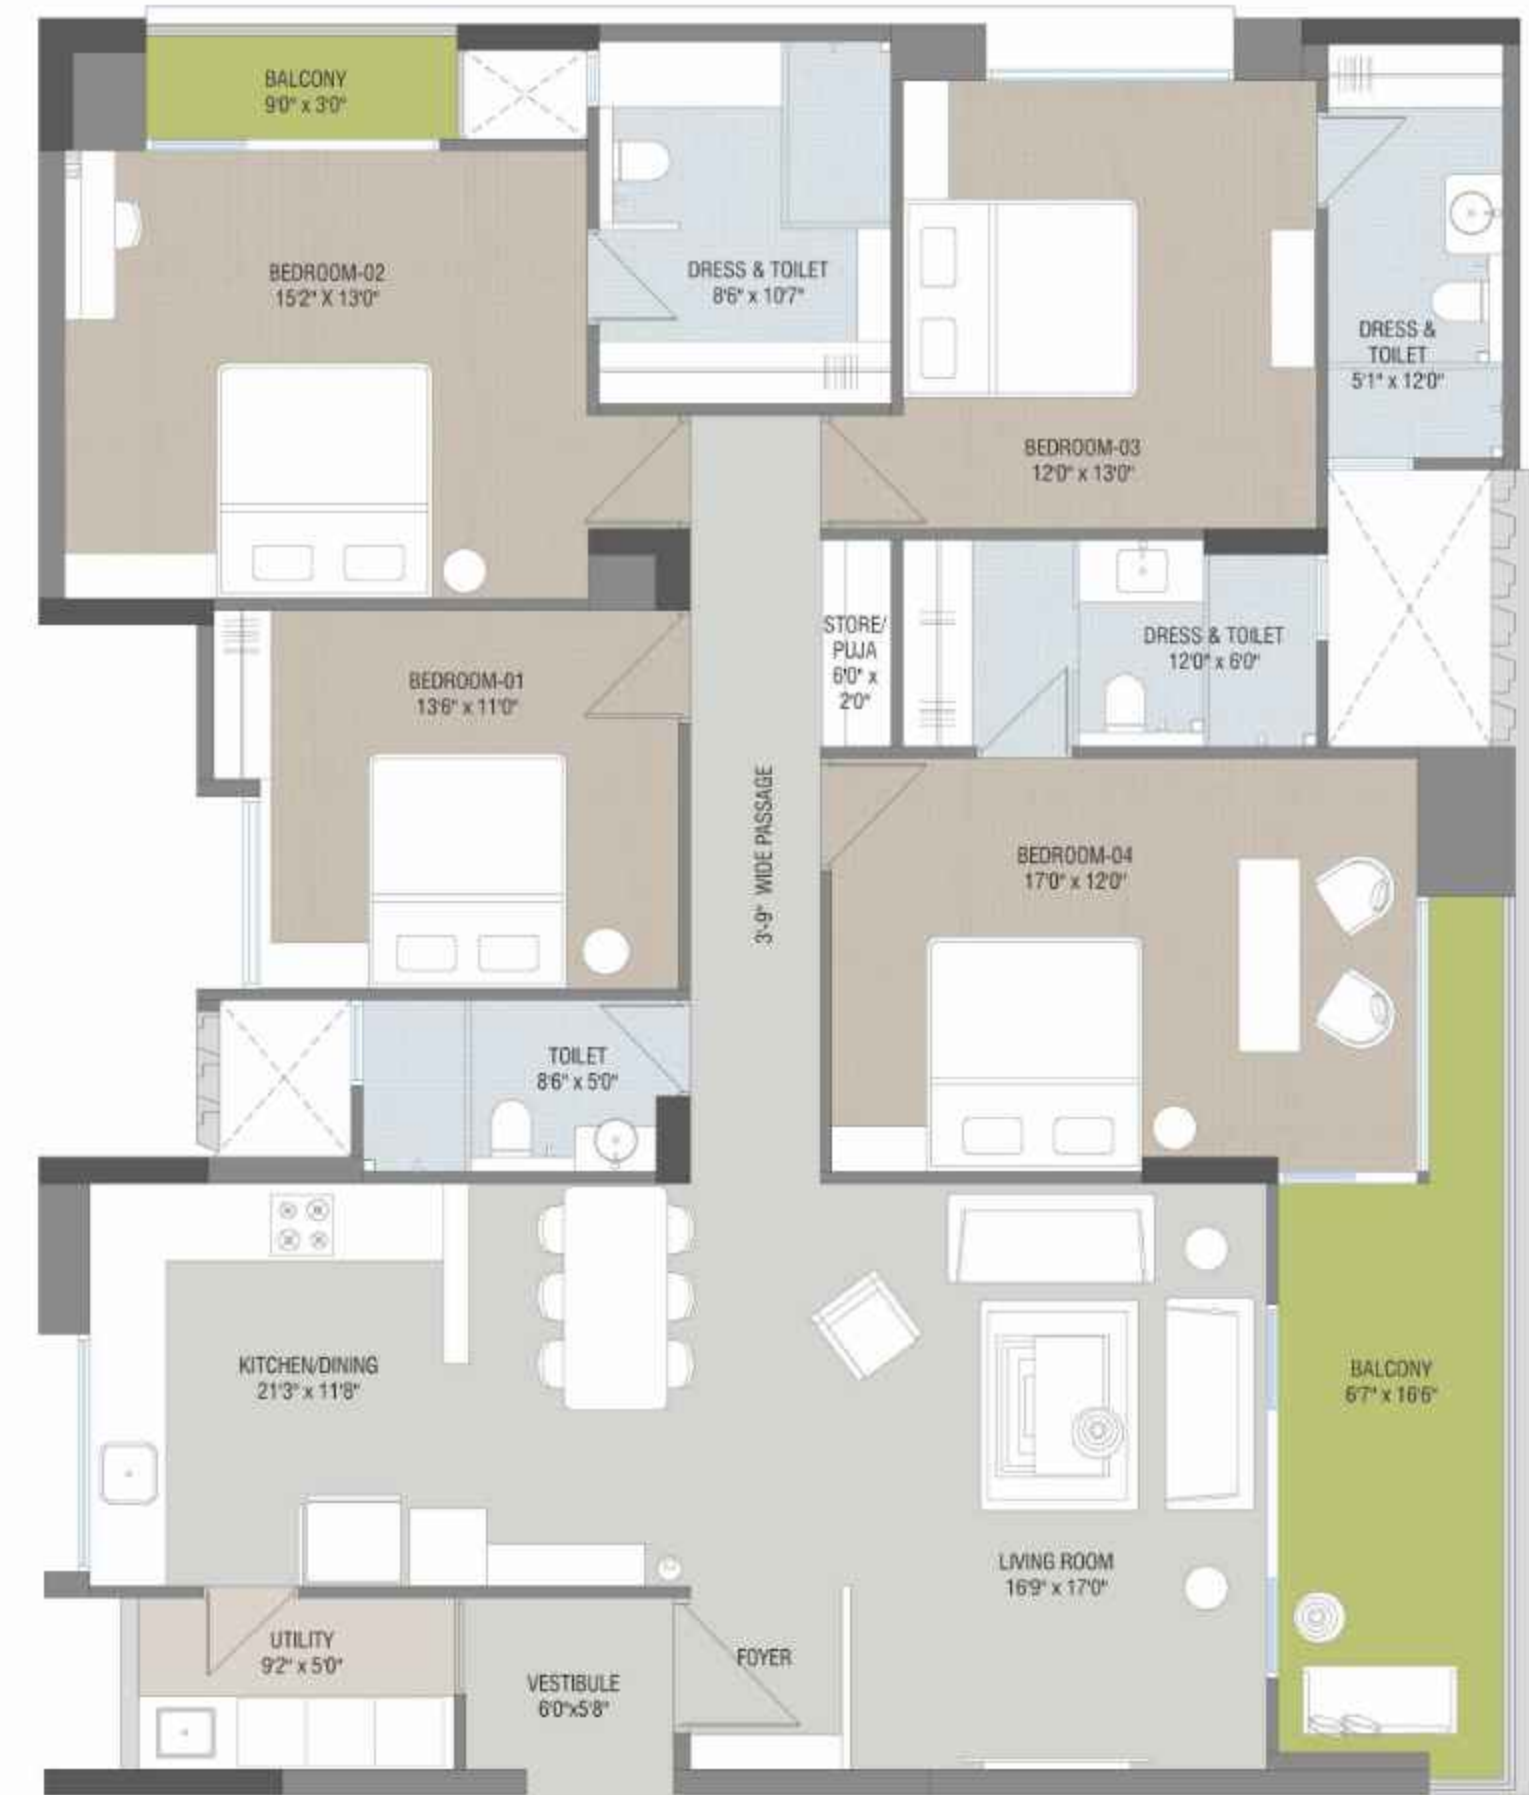 BALCONY
9'0" x 3'0"
BEDROOM-02
15'2" X 13'0"
DRESS & TOILET
8'6" x 10'7"
DRESS &
TOILET
5'1" x 12'0"
BEDROOM-03
12'0" x 13'0"
STORE/
PUJA
6'0" x
2'0"
DRESS & TOILET
12'0" x 6'0"
BEDROOM-01
13'6" x 11'0"
3'-9" WIDE PASSAGE
BEDROOM-04
17'0" x 12'0"
TOILET
8'6" x 5'0"
KITCHEN/DINING
21'3" x 11'8"
BALCONY
6'7" x 16'6"
LIVING ROOM
16'9" x 17'0"
UTILITY
9'2" x 5'0"
VESTIBULE
6'0"x5'8"
FOYER